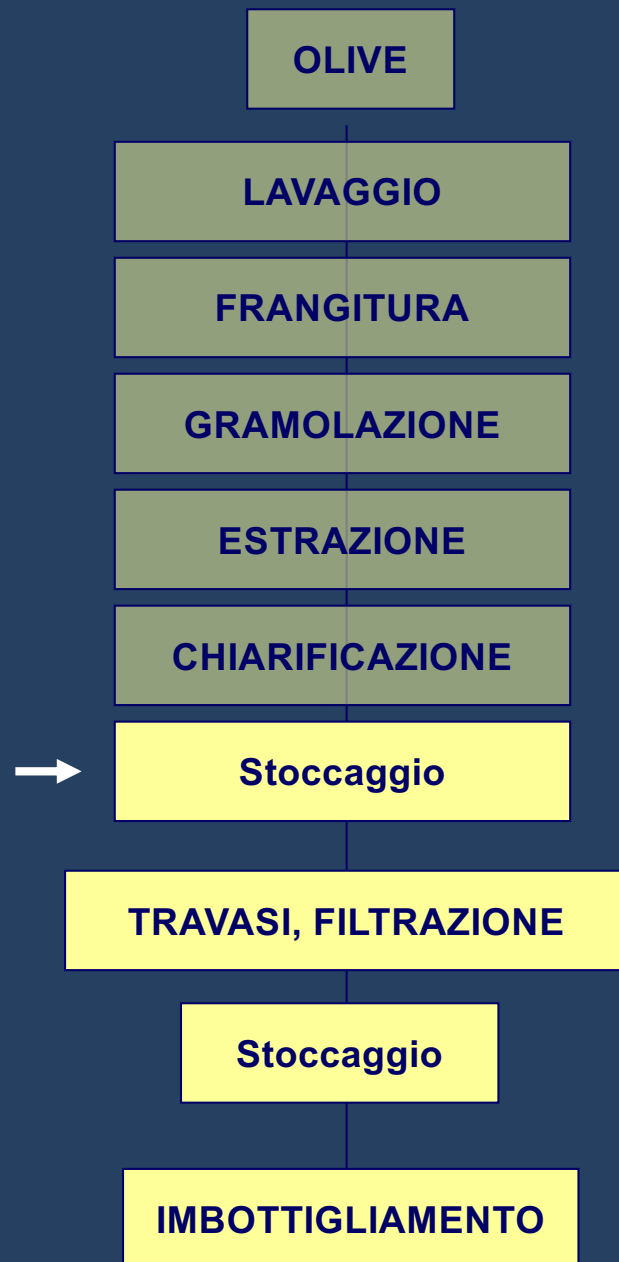 OLIVE
LAVAGGIO
FRANGITURA
GRAMOLAZIONE
ESTRAZIONE
CHIARIFICAZIONE
Stoccaggio
TRAVASI, FILTRAZIONE
Stoccaggio
IMBOTTIGLIAMENTO